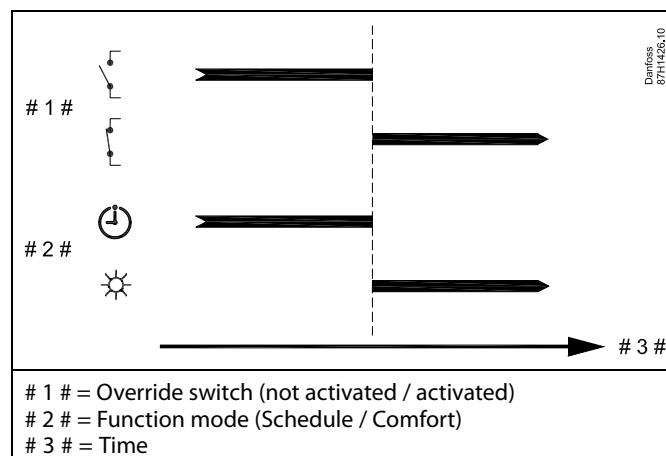 Danfoss
87H1426.10
# 1 #
# 2 #
# 3 #
# 1 # = Override switch (not activated / activated)
# 2 # = Function mode (Schedule / Comfort)
# 3 # = Time